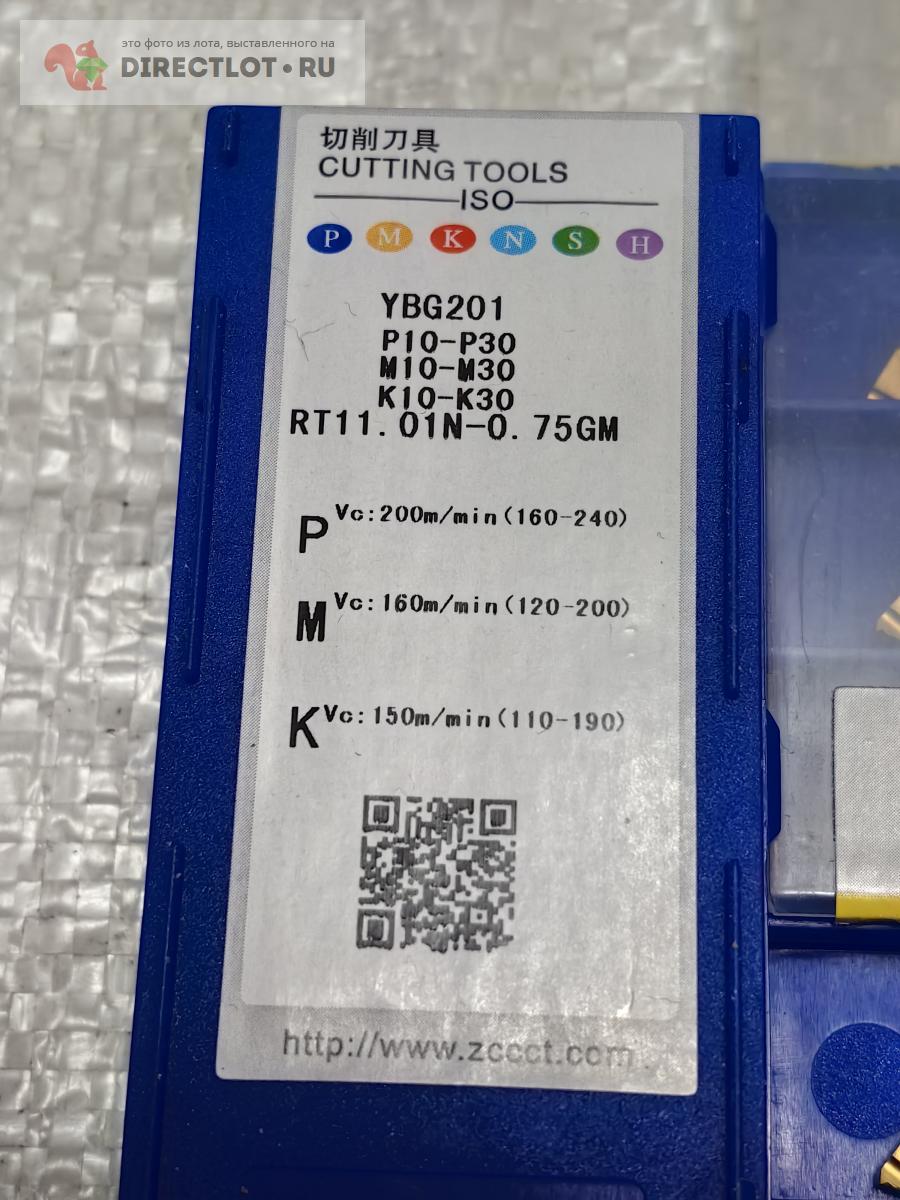 это фото из лота, выставленного на
DIRECTLOT•RU
切削刀具
CUTTING TOOLS
ISO
P M K N S H
YBG201
P10-P30
M10-M30
K10-K30
RT11.01N-0.75GM
P Vc:200m/min(160-240)
M Vc:160m/min(120-200)
K Vc:150m/min(110-190)
http://www.zccct.com